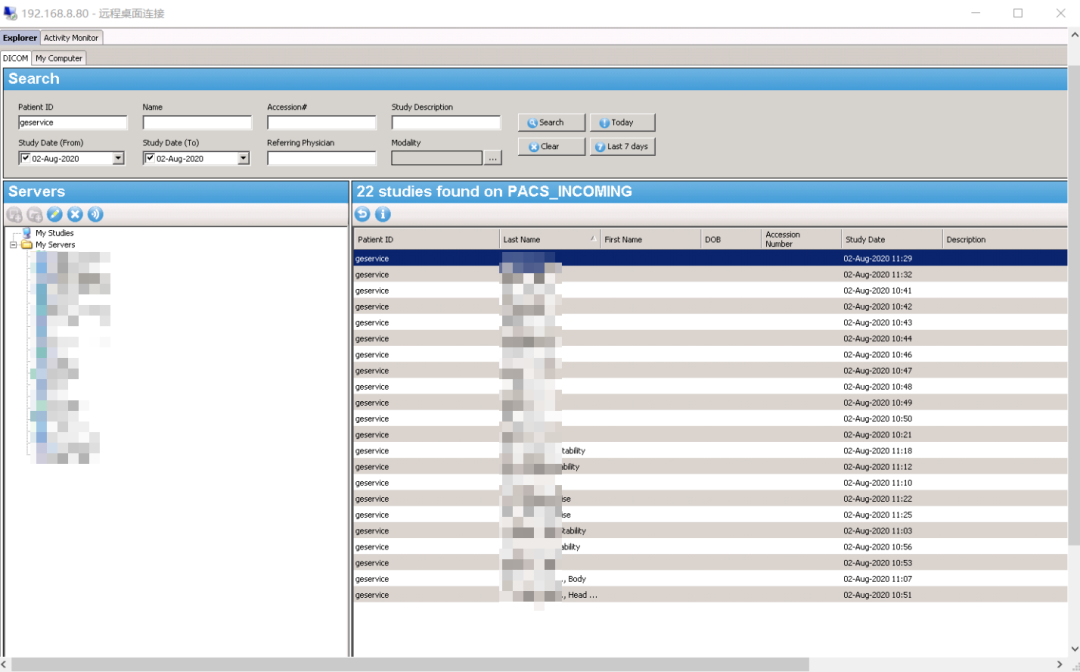 192.168.8.80 - 远程桌面连接
Explorer Activity Monitor
DICOM My Computer
Search
Patient ID Name Accession# Study Description
geservice Search Today
Study Date (From) Study Date (To) Referring Physician Modality
02-Aug-2020 02-Aug-2020 ... Clear Last 7 days
Servers
My Studies
My Servers
22 studies found on PACS_INCOMING
Patient ID Last Name First Name DOB Accession Number Study Date Description
geservice 02-Aug-2020 11:29
geservice 02-Aug-2020 11:32
geservice 02-Aug-2020 10:41
geservice 02-Aug-2020 10:42
geservice 02-Aug-2020 10:43
geservice 02-Aug-2020 10:44
geservice 02-Aug-2020 10:46
geservice 02-Aug-2020 10:47
geservice 02-Aug-2020 10:48
geservice 02-Aug-2020 10:49
geservice 02-Aug-2020 10:50
geservice 02-Aug-2020 10:21
geservice tability 02-Aug-2020 11:18
geservice bility 02-Aug-2020 11:12
geservice 02-Aug-2020 11:10
geservice ise 02-Aug-2020 11:22
geservice ise 02-Aug-2020 11:25
geservice tability 02-Aug-2020 11:03
geservice ability 02-Aug-2020 10:56
geservice 02-Aug-2020 10:53
geservice ., Body 02-Aug-2020 11:07
geservice ., Head ... 02-Aug-2020 10:51